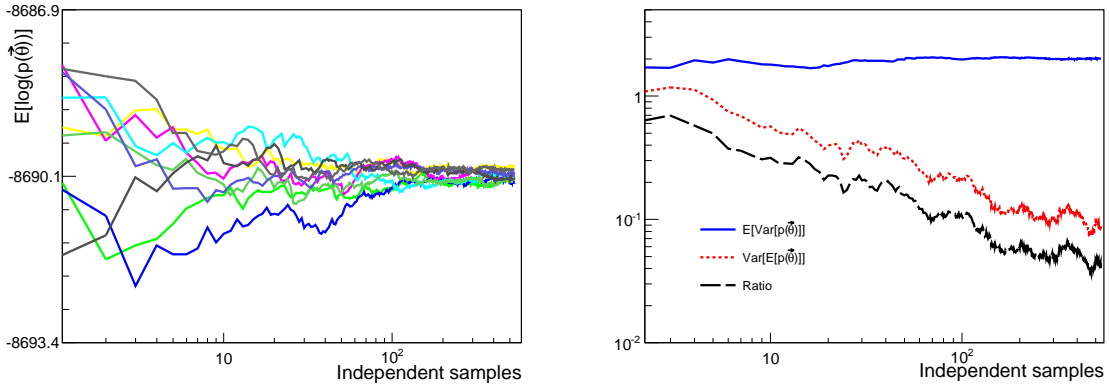 -8686.9
-8690.1
-8693.4
E[log(p(θ⃗))]
10
10²
Independent samples
1
10⁻¹
10⁻²
E[Var[p(θ⃗)]]
Var[E[p(θ⃗)]]
Ratio
10
10²
Independent samples